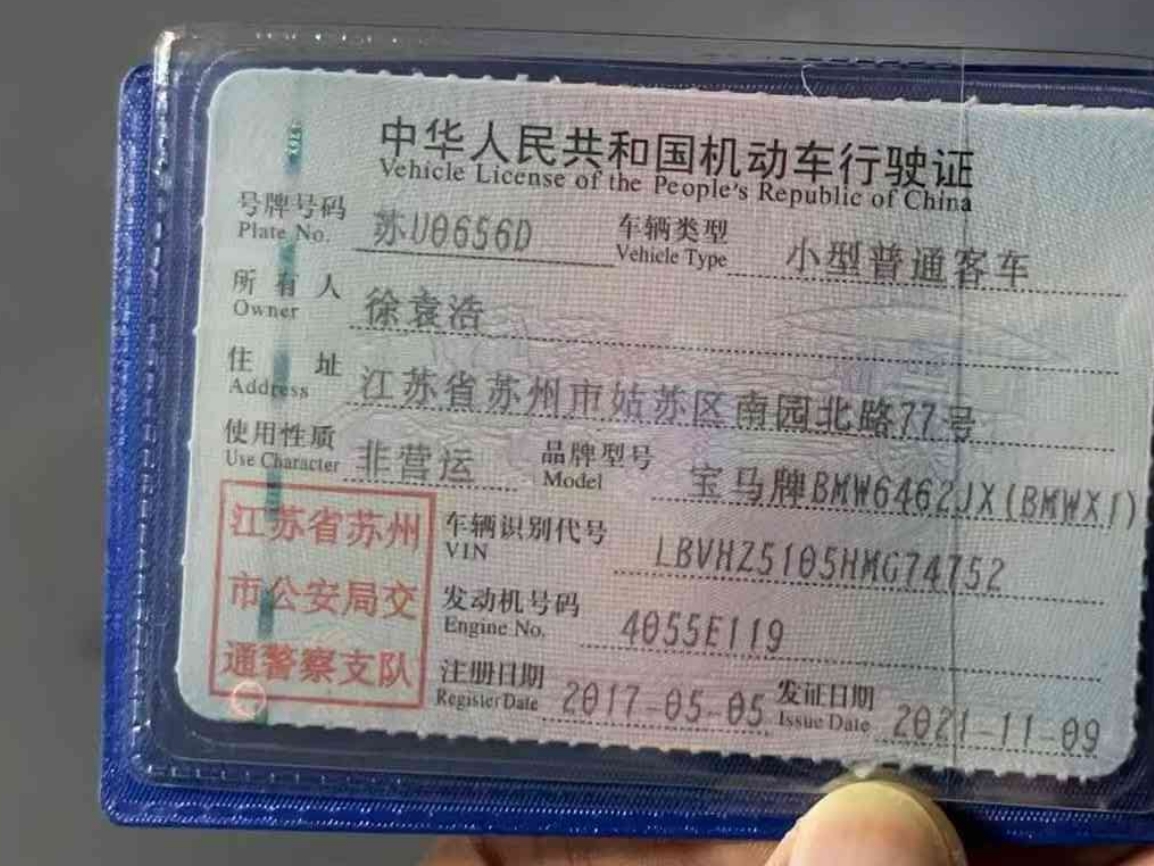 中华人民共和国机动车行驶证
Vehicle License of the People's Republic of China
号牌号码 苏U0656D 车辆类型 小型普通客车
Plate No. Vehicle Type
所有人 徐袁浩
Owner
住址 江苏省苏州市姑苏区南园北路77号
Address
使用性质 非营运 品牌型号 宝马牌BMW6462JX(BMWX1)
Use Character Model
江苏省苏州
市公安局交
通警察支队
车辆识别代号 LBVHZ5105HMG74752
VIN
发动机号码 4055E119
Engine No.
注册日期 2017-05-05 发证日期 2021-11-09
Register Date Issue Date